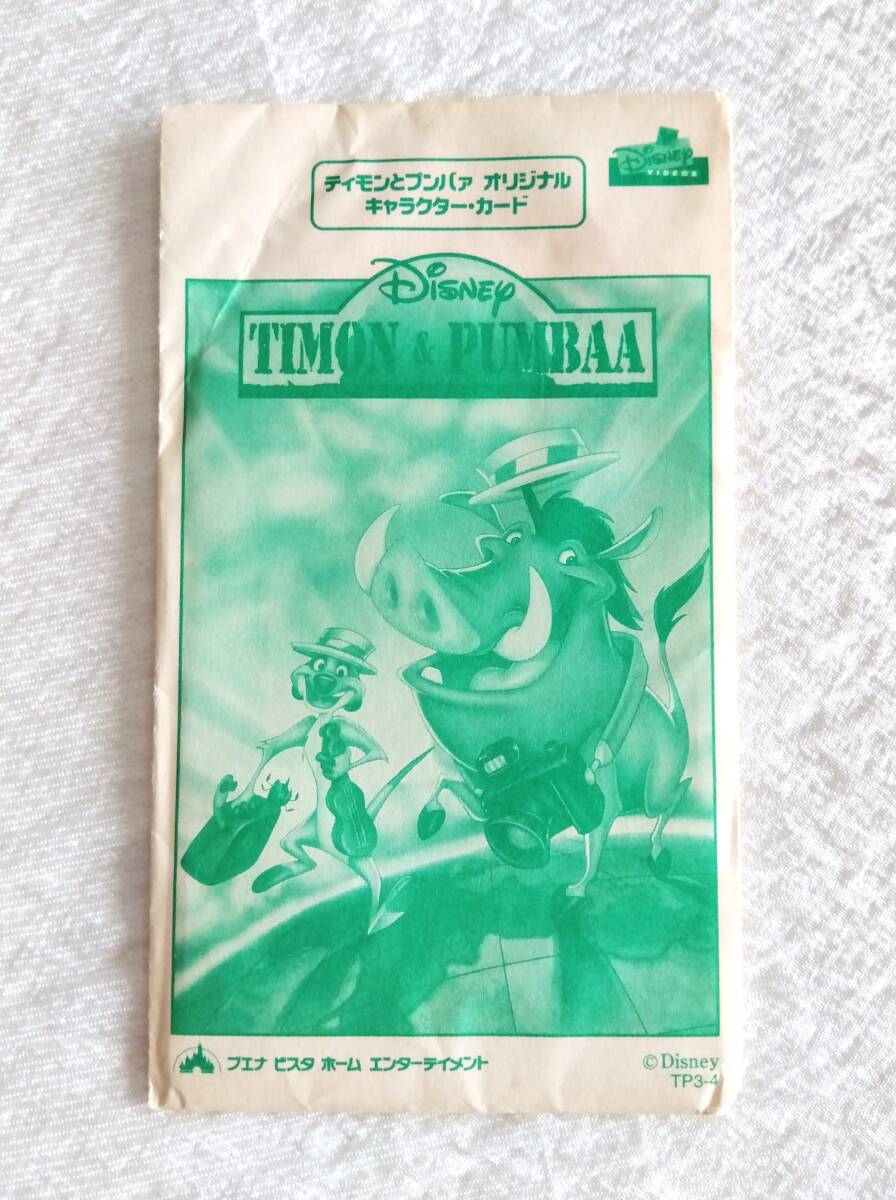 ティモンとプンバァ オリジナル
キャラクター・カード
DISNEY
VIDEOS
DISNEY
TIMON & PUMBAA
ブエナ ビスタ ホーム エンターテイメント
©Disney
TP3-4